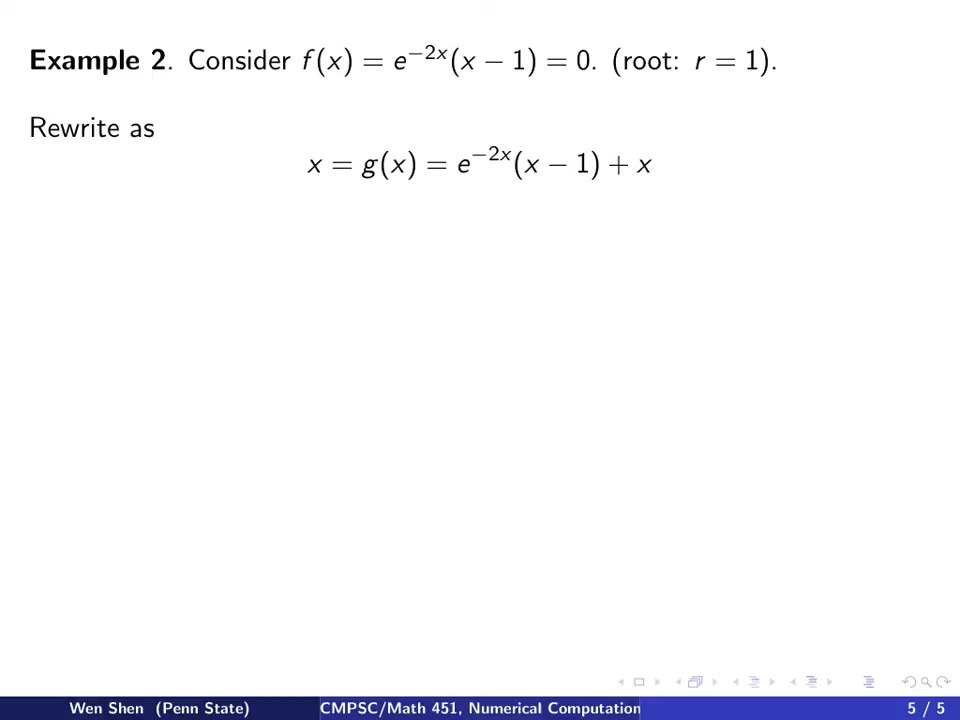 Example 2. Consider f(x) = e^{−2x}(x − 1) = 0. (root: r = 1).
Rewrite as
x = g(x) = e^{−2x}(x − 1) + x
Wen Shen (Penn State)
CMPSC/Math 451, Numerical Computation
5 / 5